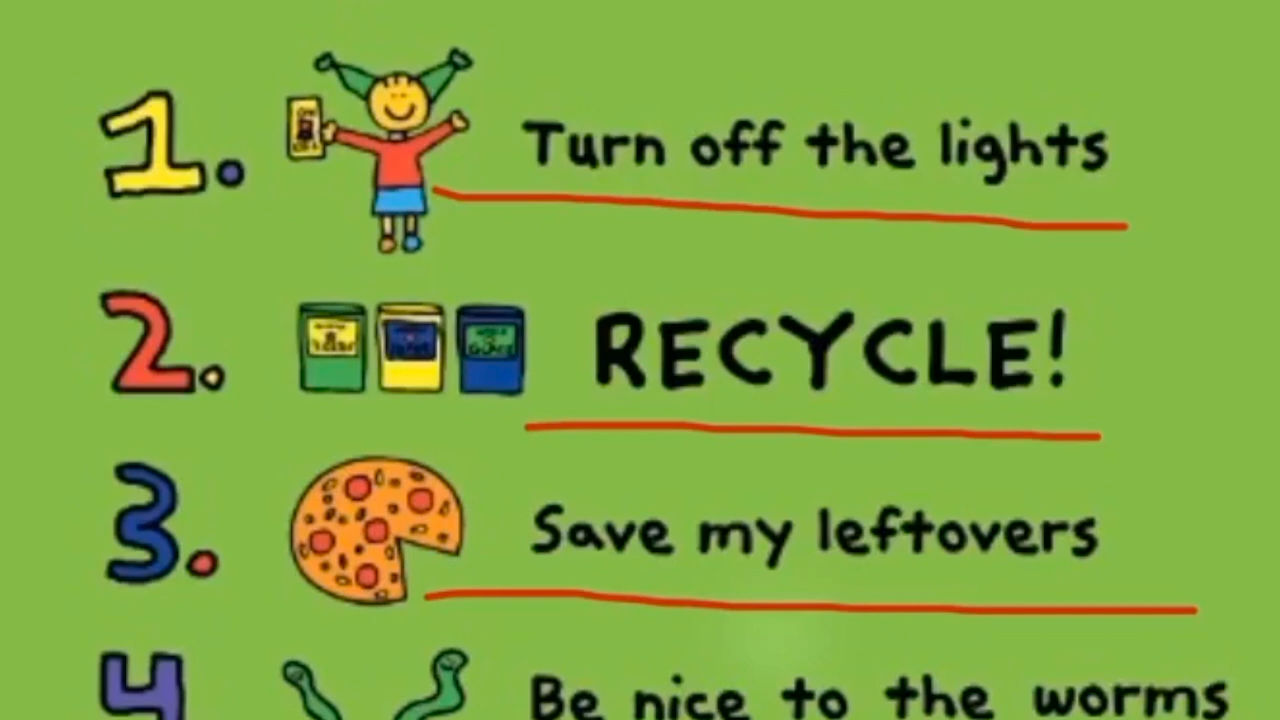 1. Turn off the lights
2. RECYCLE!
3. Save my leftovers
4 Be nice to the worms